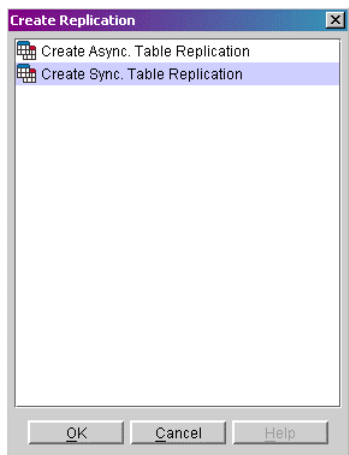 Create Replication
Create Async. Table Replication
Create Sync. Table Replication
OK Cancel Help